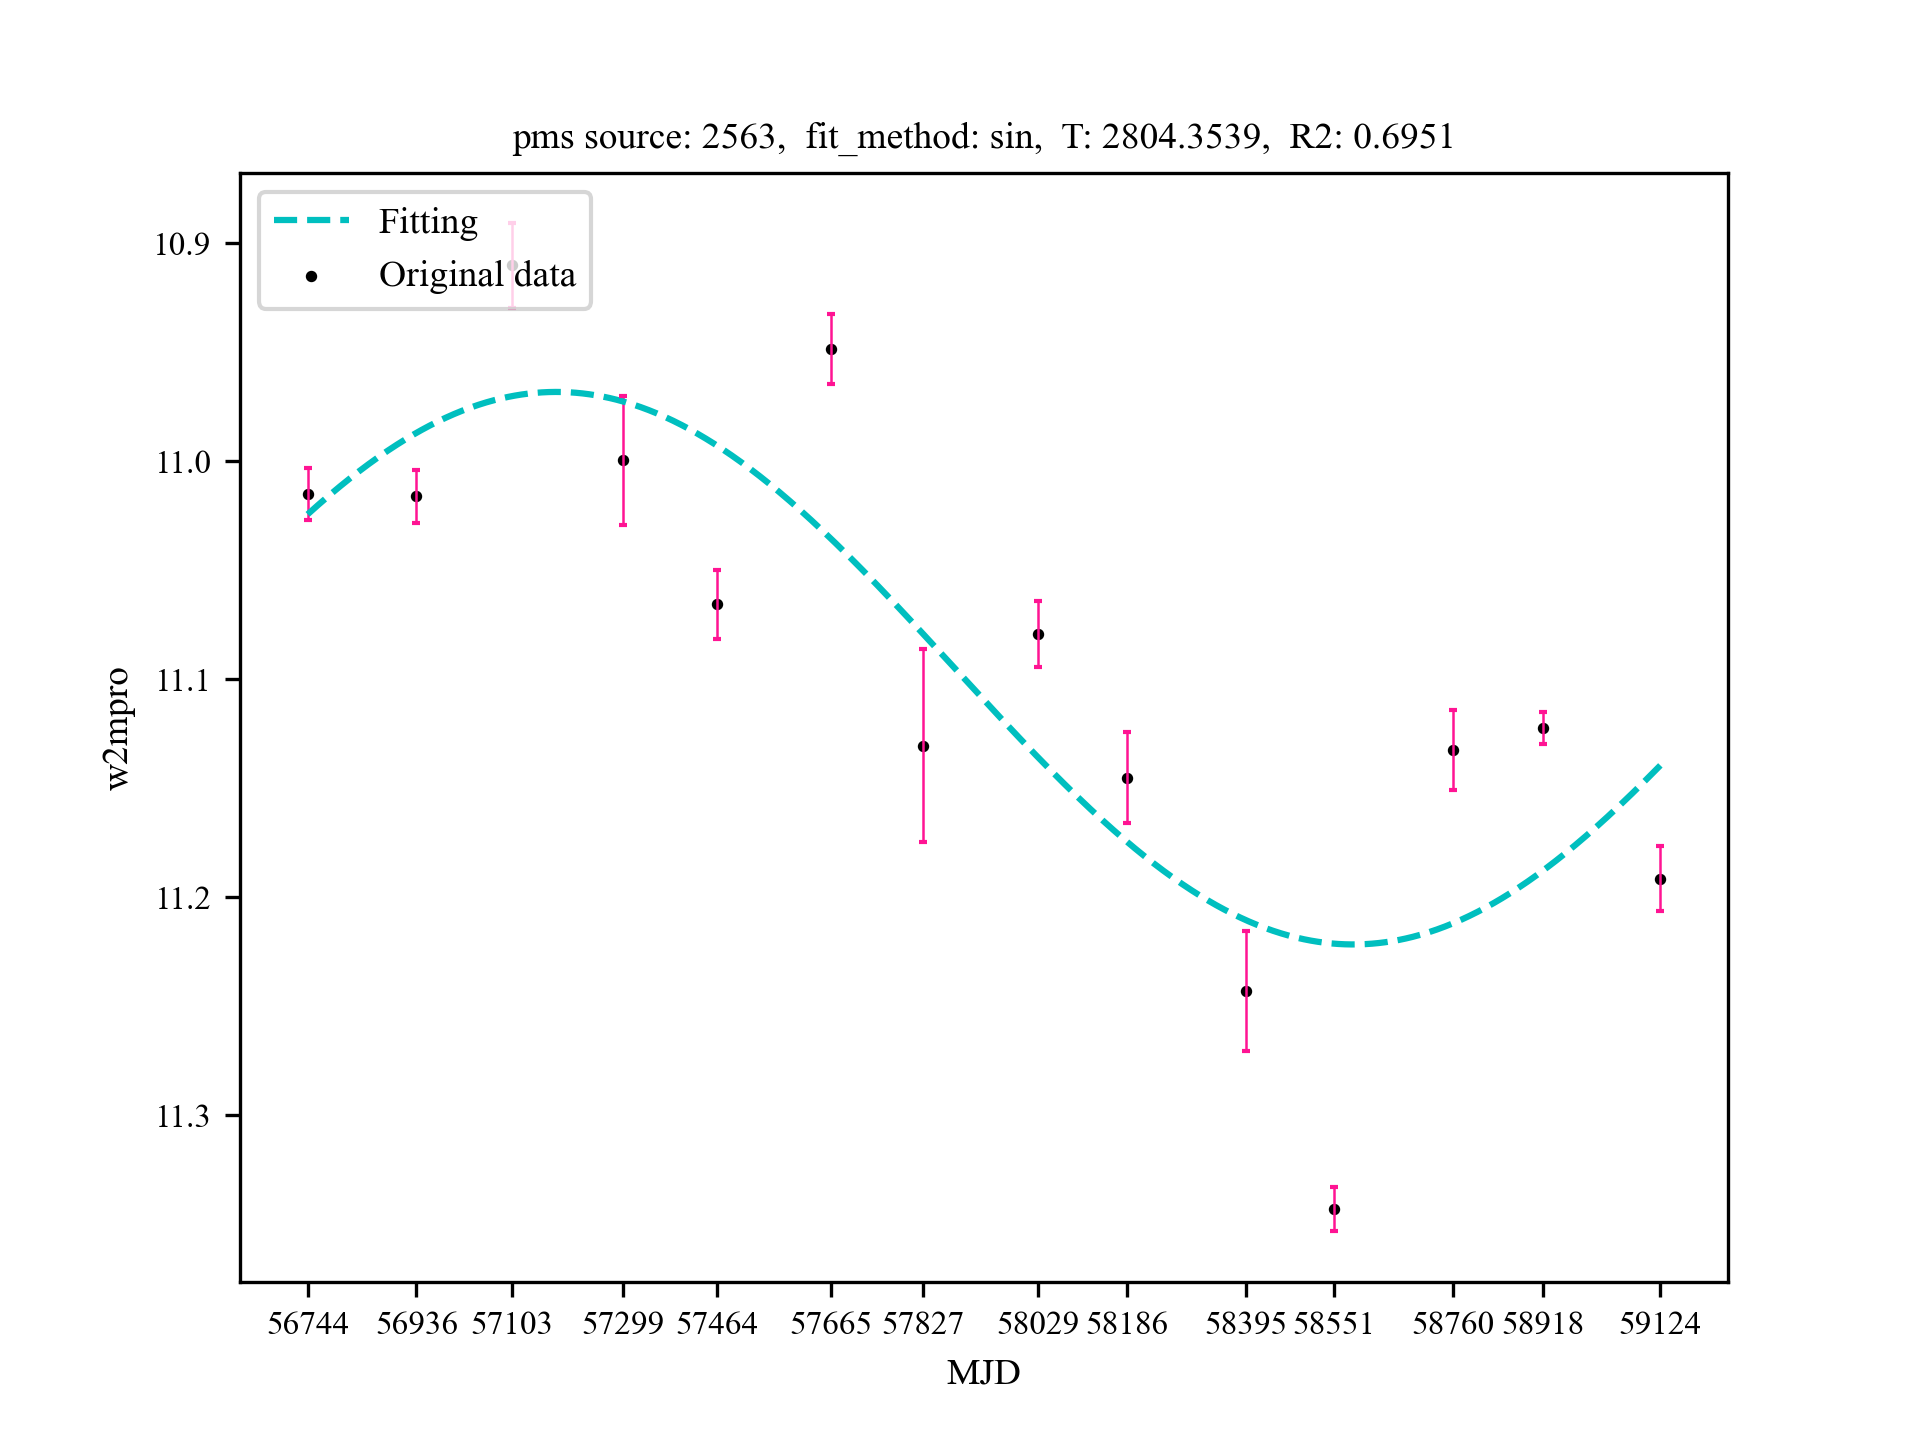 pms source: 2563, fit_method: sin, T: 2804.3539, R2: 0.6951
Fitting
Original data
10.9
11.0
11.1
11.2
11.3
w2mpro
56744 56936 57103 57299 57464 57665 57827 58029 58186 58395 58551 58760 58918 59124
MJD